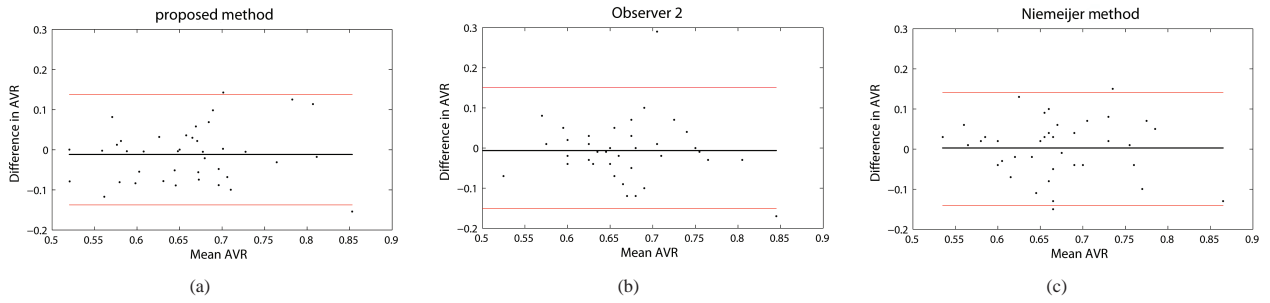 proposed method
Difference in AVR
0.3
0.2
0.1
0
−0.1
−0.2
0.5 0.55 0.6 0.65 0.7 0.75 0.8 0.85 0.9
Mean AVR
(a)
Observer 2
Difference in AVR
0.3
0.2
0.1
0
−0.1
−0.2
0.5 0.55 0.6 0.65 0.7 0.75 0.8 0.85 0.9
Mean AVR
(b)
Niemeijer method
Difference in AVR
0.3
0.2
0.1
0
−0.1
−0.2
0.5 0.55 0.6 0.65 0.7 0.75 0.8 0.85 0.9
Mean AVR
(c)